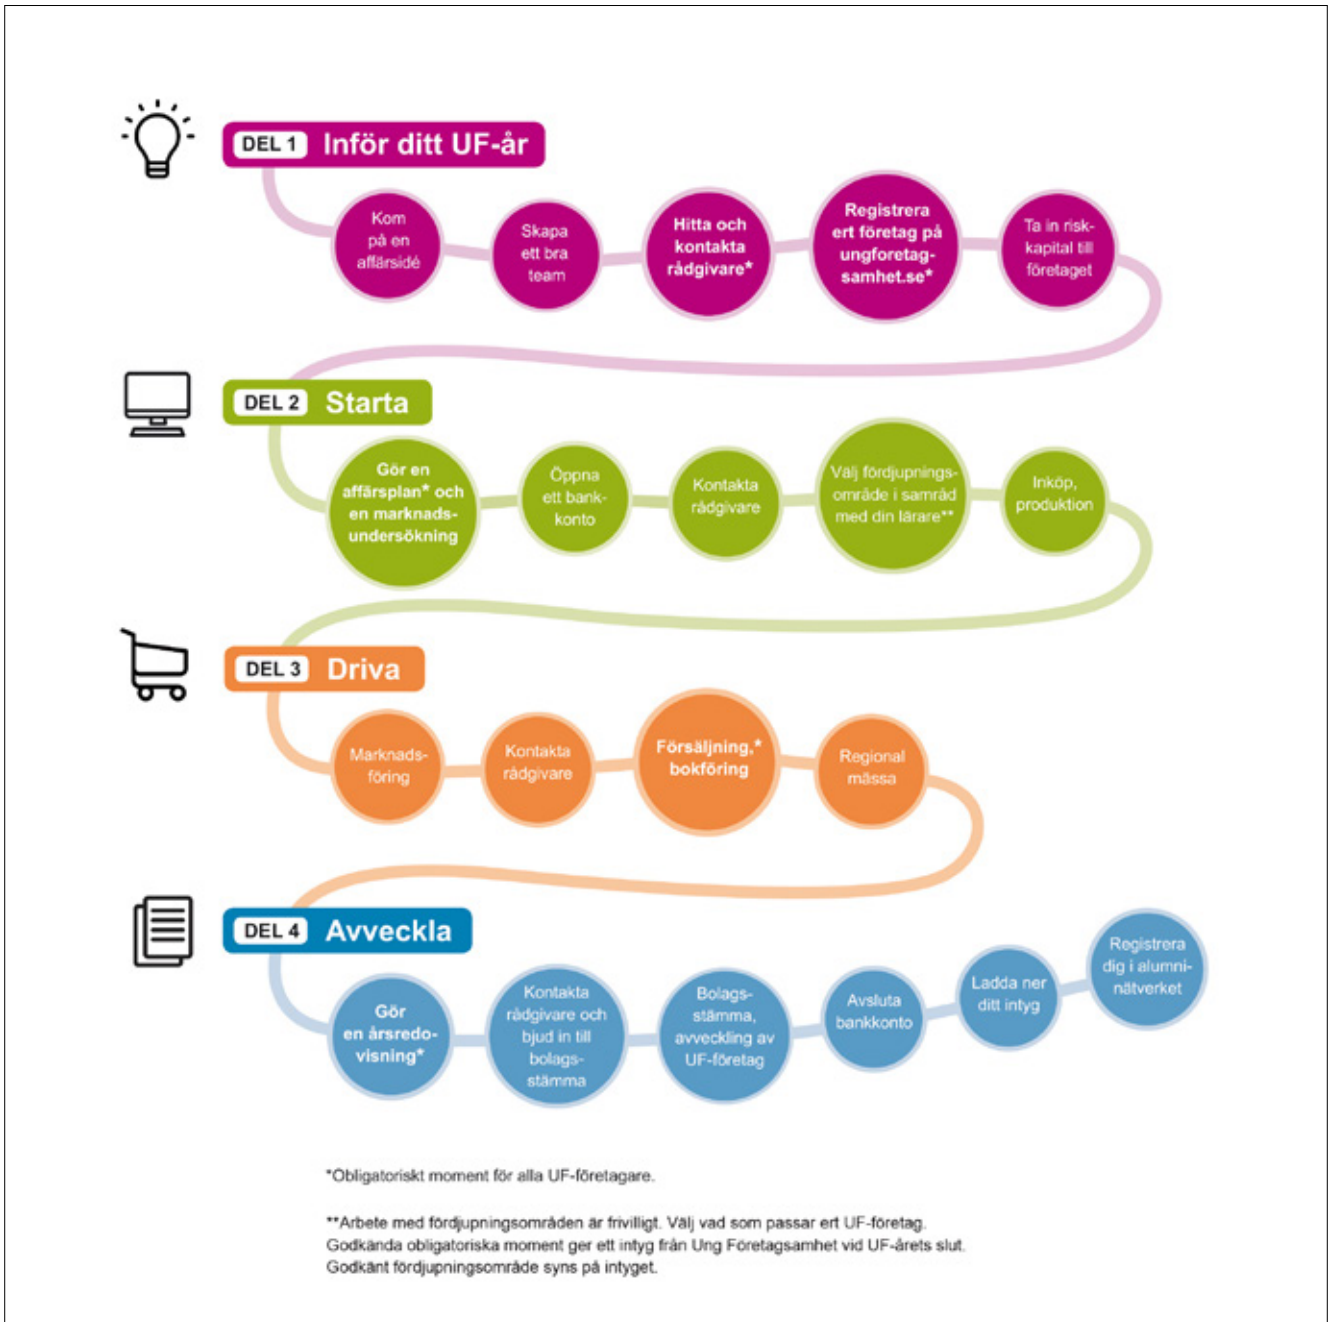 DEL 1 Inför ditt UF-år
Kom
på en
affärsidé
Skapa
ett bra
team
Hitta och
kontakta
rådgivare*
Registrera
ert företag på
ungforetag-
samhet.se*
Ta in risk-
kapital till
företaget
DEL 2 Starta
Gör en
affärsplan* och
en marknads-
undersökning
Öppna
ett bank-
konto
Kontakta
rådgivare
Välj fördjupnings-
område i samråd
med din lärare**
Inköp,
produktion
DEL 3 Driva
Marknads-
föring
Kontakta
rådgivare
Försäljning,*
bokföring
Regional
mässa
DEL 4 Avveckla
Gör
en årsredo-
visning*
Kontakta
rådgivare och
bjud in till
bolags-
stämma
Bolags-
stämma,
avveckling av
UF-företag
Avsluta
bankkonto
Ladda ner
ditt intyg
Registrera
dig i alumni-
nätverket
*Obligatoriskt moment för alla UF-företagare.
**Arbete med fördjupningsområden är frivilligt. Välj vad som passar ert UF-företag.
Godkända obligatoriska moment ger ett intyg från Ung Företagsamhet vid UF-årets slut.
Godkänt fördjupningsområde syns på intyget.